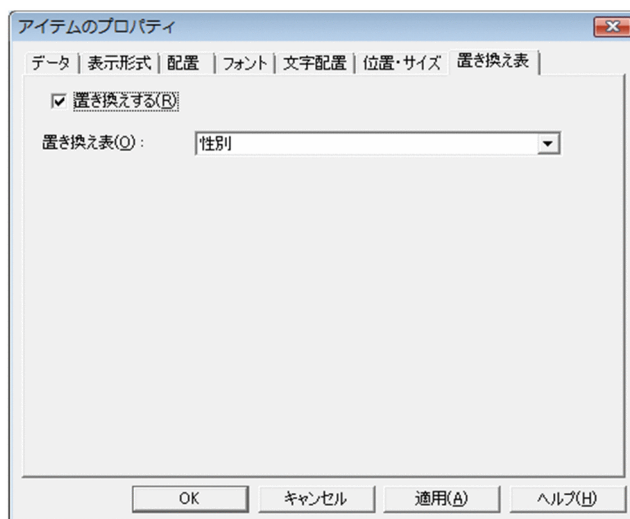 アイテムのプロパティ
データ 表示形式 配置 フォント 文字配置 位置・サイズ 置き換え表
置き換えする(R)
置き換え表(O): 性別
OK キャンセル 適用(A) ヘルプ(H)